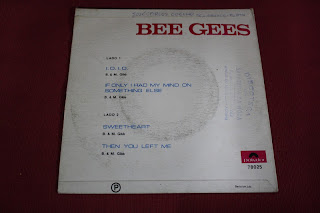 BEE GEES
LADO 1
I. O. I. O.
B. & M. Gibb
IF ONLY I HAD MY MIND ON
SOMETHING ELSE
B. & M. Gibb
LADO 2
SWEETHEART
B. & M. Gibb
THEN YOU LEFT ME
B. & M. Gibb
P
polydor